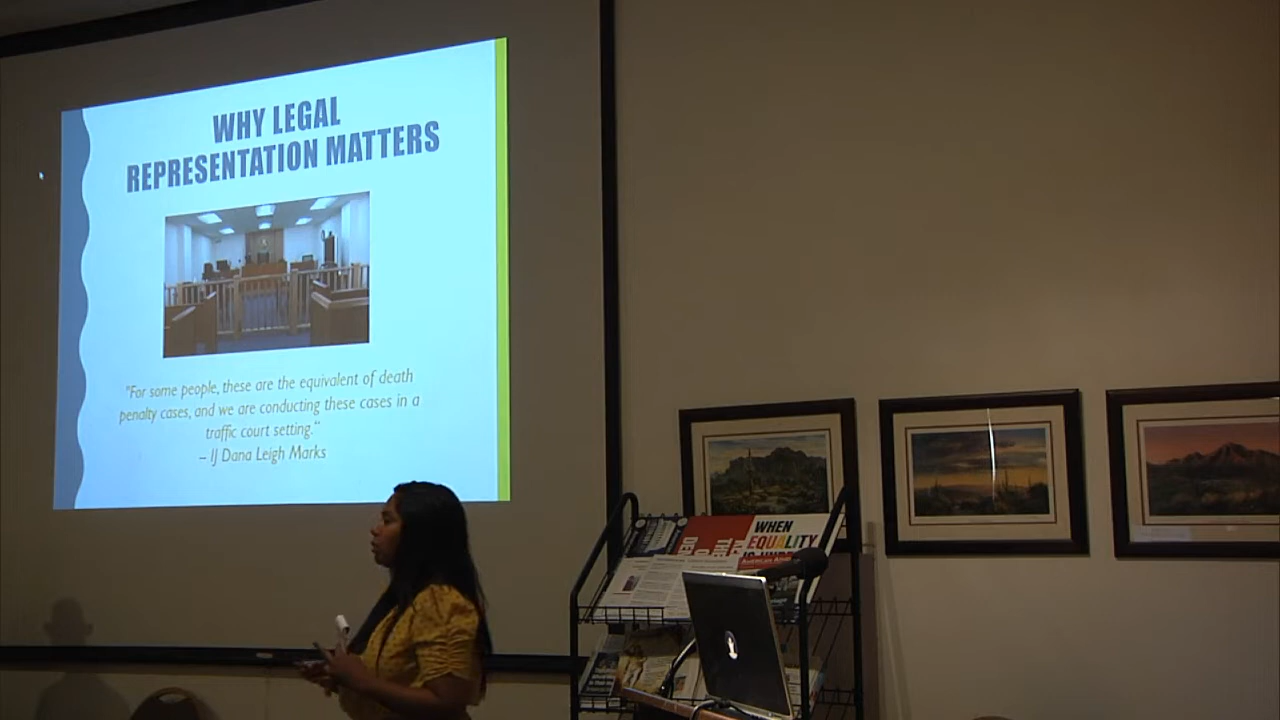 WHY LEGAL
REPRESENTATION MATTERS
"For some people, these are the equivalent of death
penalty cases, and we are conducting these cases in a
traffic court setting."
– IJ Dana Leigh Marks
WHEN
EQUALITY